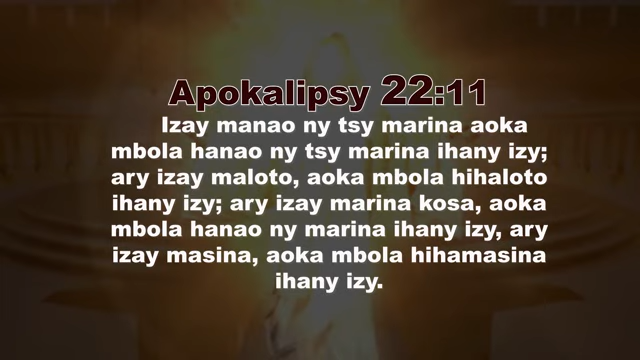 Apokalipsy 22:11
Izay manao ny tsy marina aoka
mbola hanao ny tsy marina ihany izy;
ary izay maloto, aoka mbola hihaloto
ihany izy; ary izay marina kosa, aoka
mbola hanao ny marina ihany izy, ary
izay masina, aoka mbola hihamasina
ihany izy.